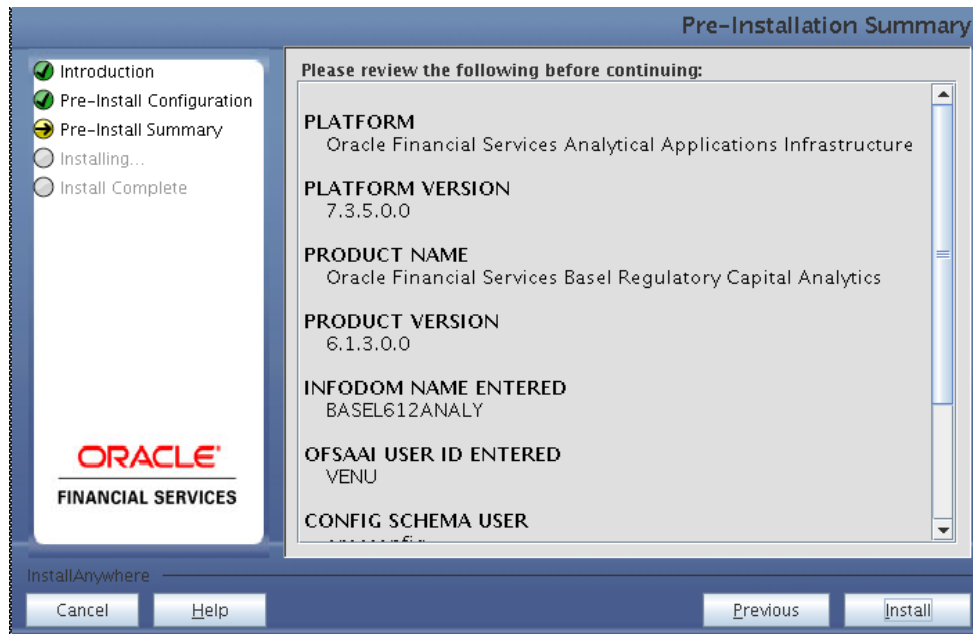 Pre-Installation Summary
Introduction
Pre-Install Configuration
Pre-Install Summary
Installing...
Install Complete
ORACLE
FINANCIAL SERVICES
Please review the following before continuing:
PLATFORM
Oracle Financial Services Analytical Applications Infrastructure
PLATFORM VERSION
7.3.5.0.0
PRODUCT NAME
Oracle Financial Services Basel Regulatory Capital Analytics
PRODUCT VERSION
6.1.3.0.0
INFODOM NAME ENTERED
BASEL612ANALY
OFSAAI USER ID ENTERED
VENU
CONFIG SCHEMA USER
InstallAnywhere
Cancel
Help
Previous
Install